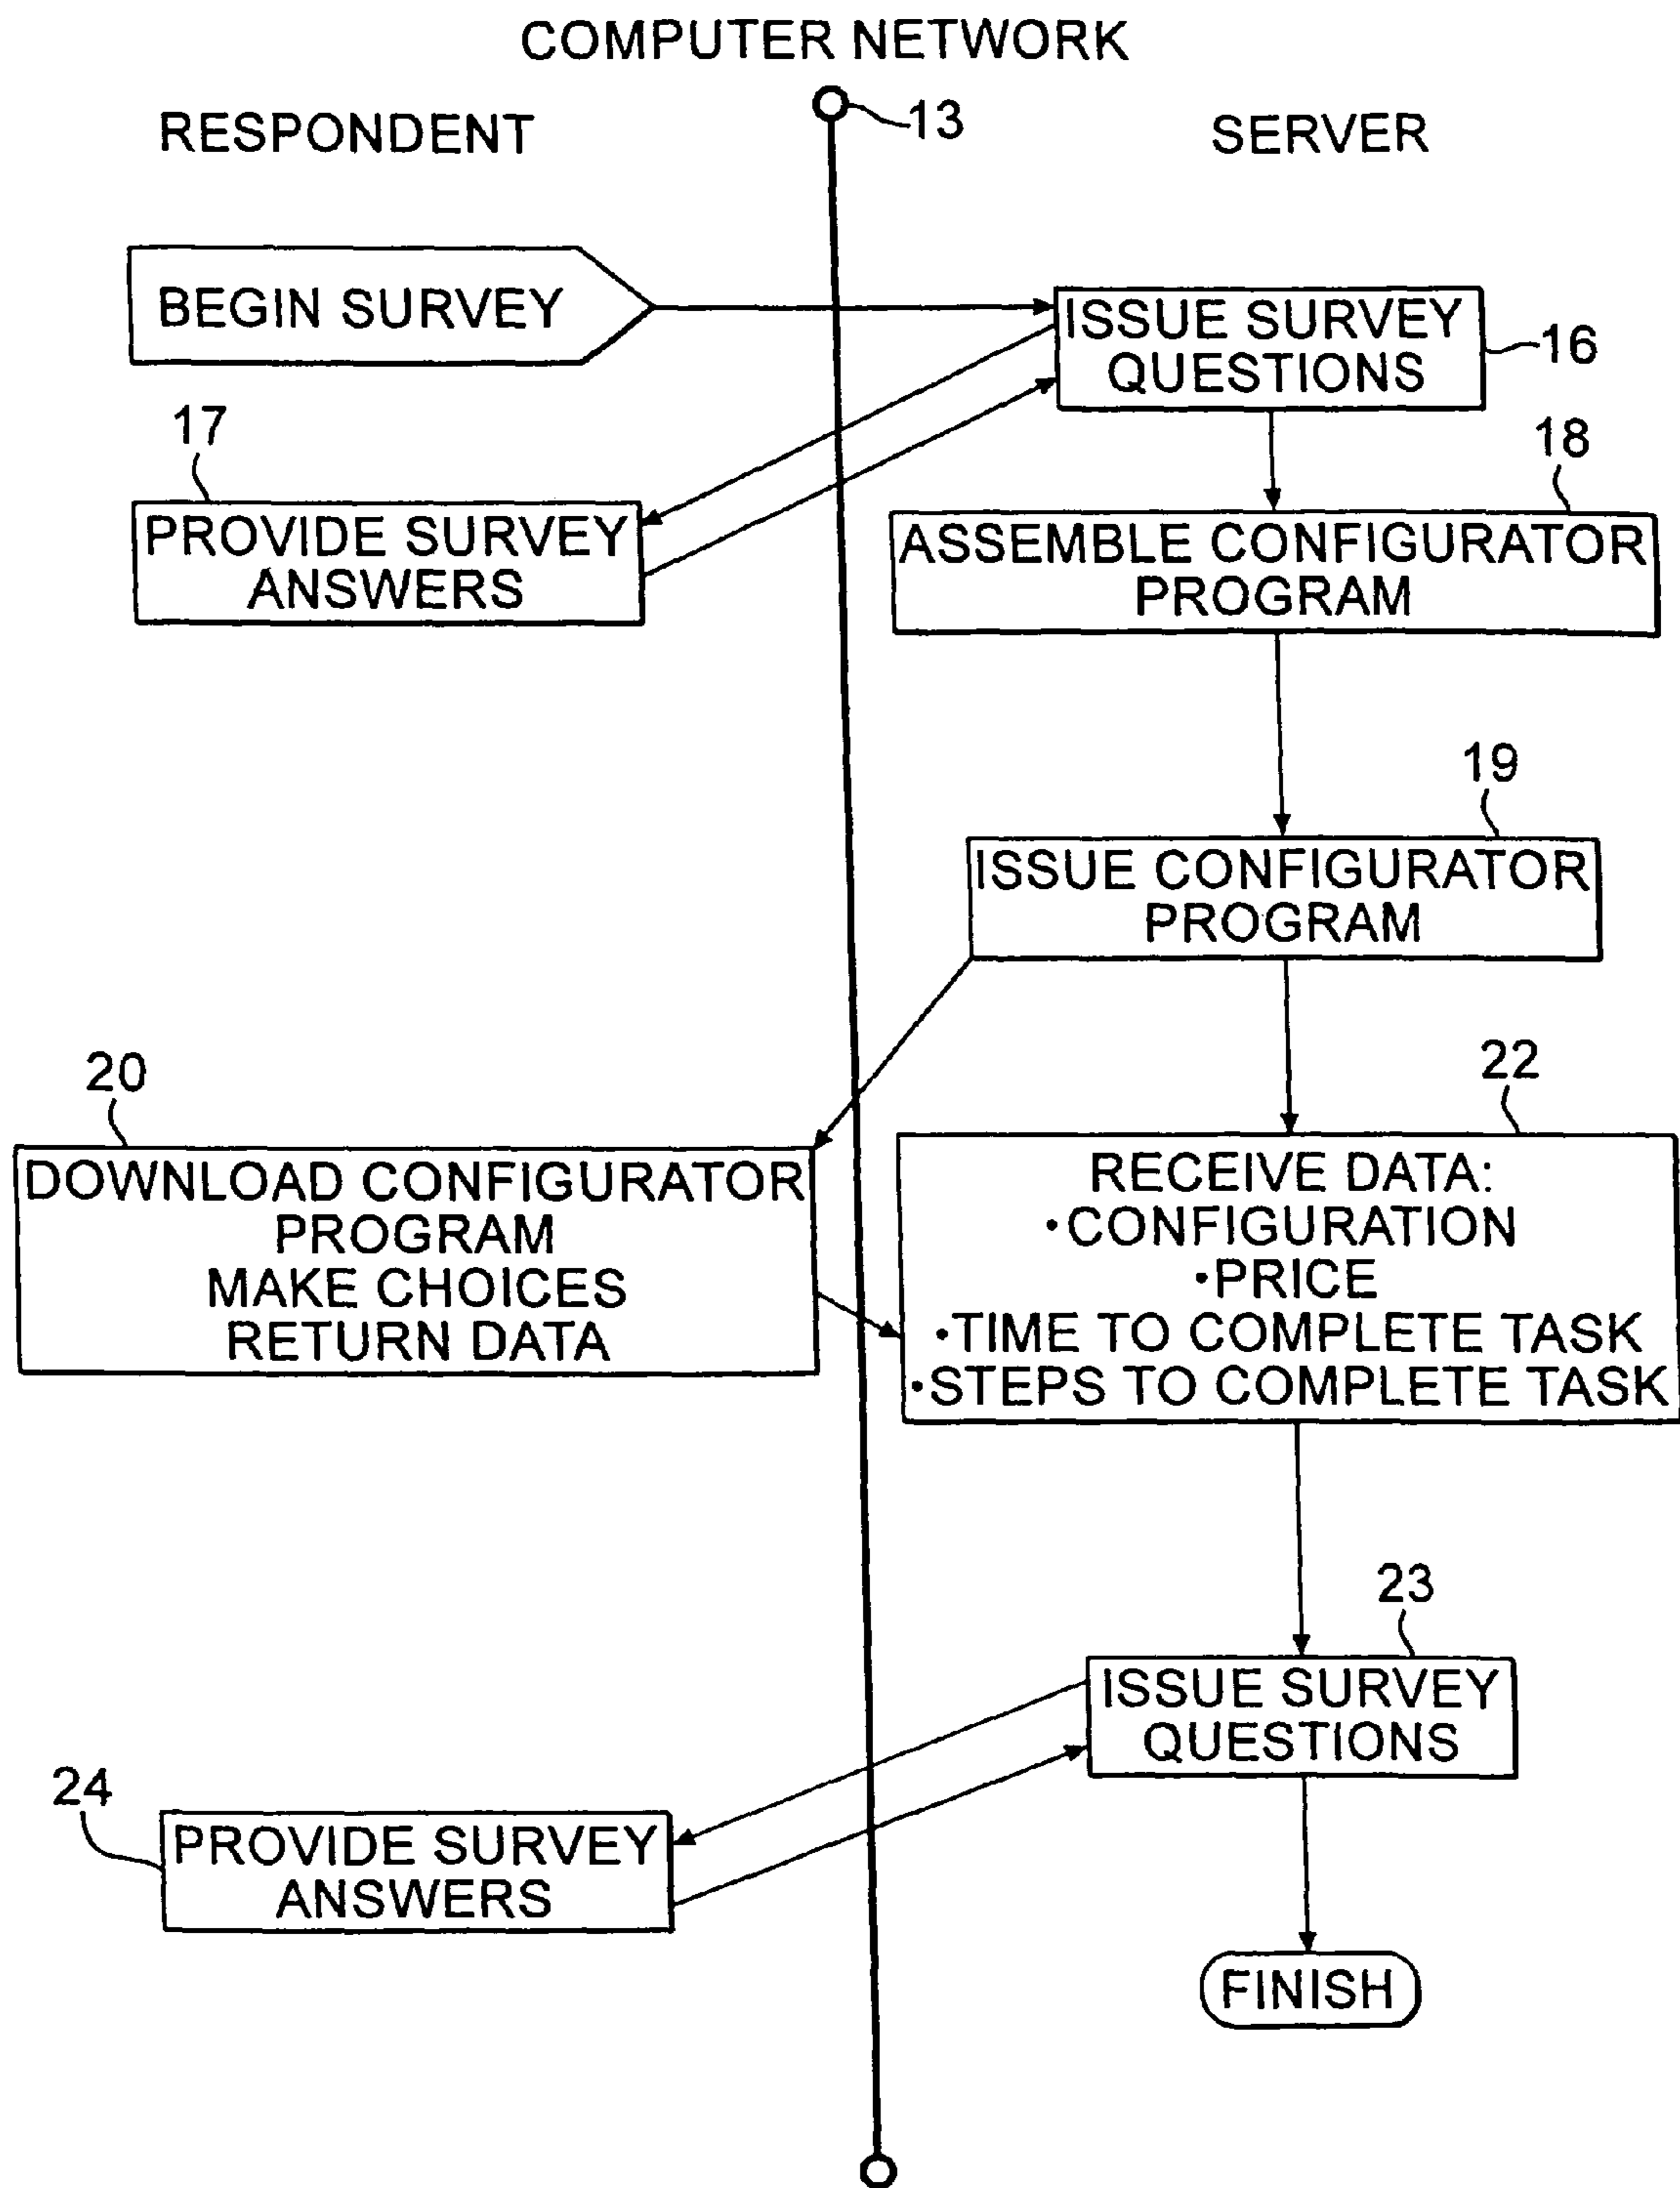 COMPUTER NETWORK
13
RESPONDENT
SERVER
BEGIN SURVEY
ISSUE SURVEY
QUESTIONS
16
17
PROVIDE SURVEY
ANSWERS
18
ASSEMBLE CONFIGURATOR
PROGRAM
19
ISSUE CONFIGURATOR
PROGRAM
20
DOWNLOAD CONFIGURATOR
PROGRAM
MAKE CHOICES
RETURN DATA
22
RECEIVE DATA:
•CONFIGURATION
•PRICE
•TIME TO COMPLETE TASK
•STEPS TO COMPLETE TASK
23
ISSUE SURVEY
QUESTIONS
24
PROVIDE SURVEY
ANSWERS
FINISH